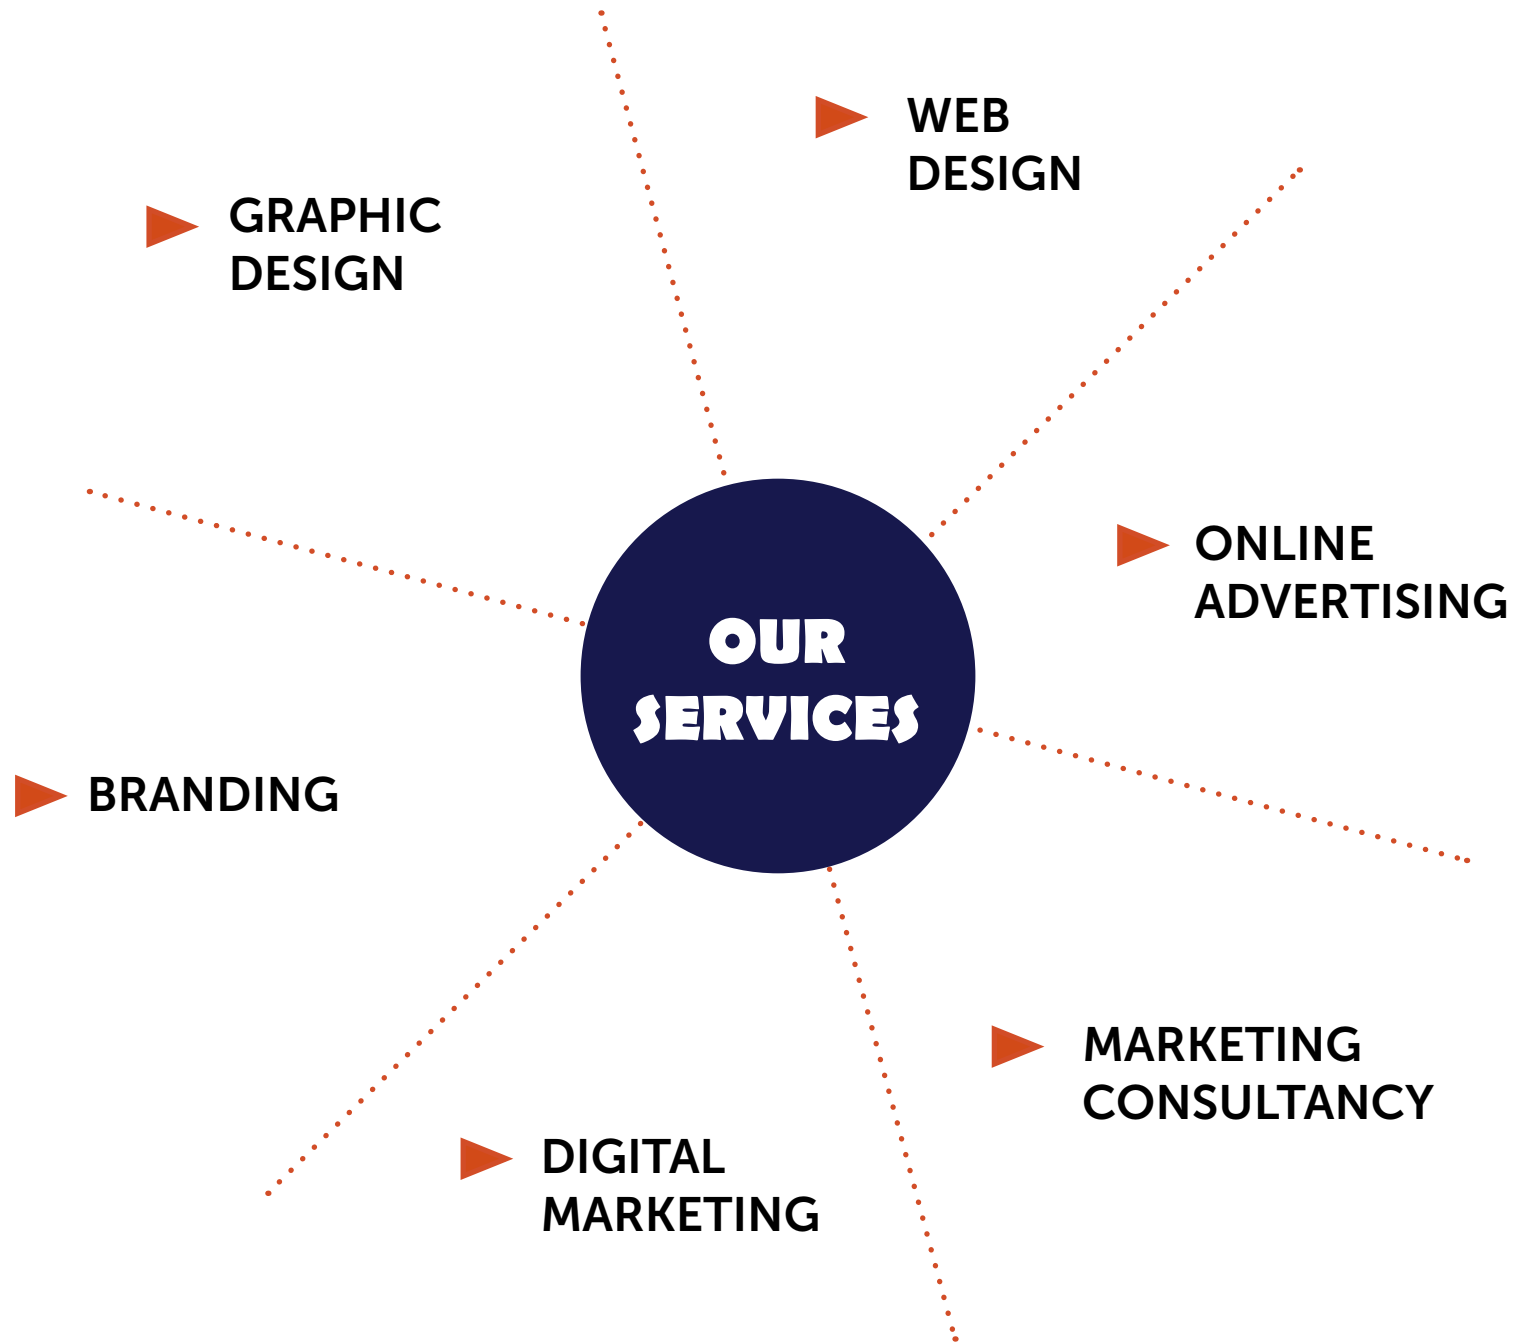 WEB
DESIGN
GRAPHIC
DESIGN
ONLINE
ADVERTISING
OUR
SERVICES
BRANDING
MARKETING
CONSULTANCY
DIGITAL
MARKETING